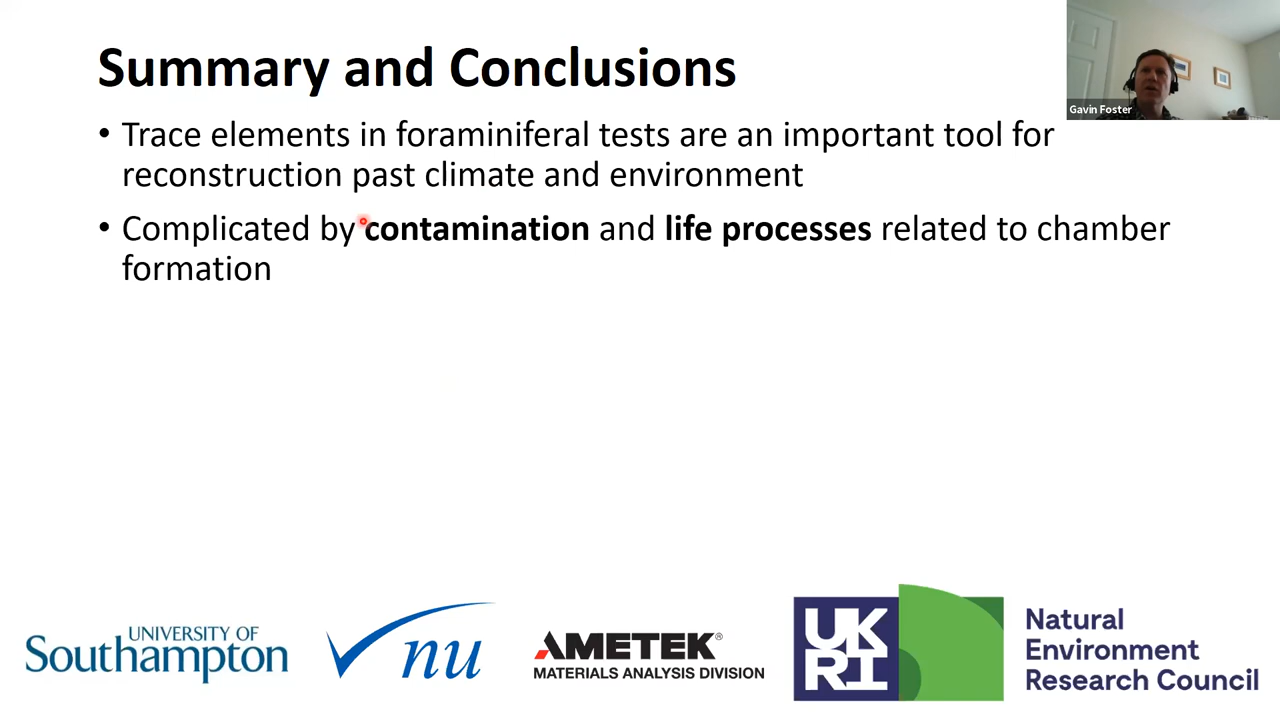 Summary and Conclusions
Gavin Foster
• Trace elements in foraminiferal tests are an important tool for
reconstruction past climate and environment
• Complicated by contamination and life processes related to chamber
formation
UNIVERSITY OF
Southampton
nu
AMETEK®
MATERIALS ANALYSIS DIVISION
UK
RI
Natural
Environment
Research Council